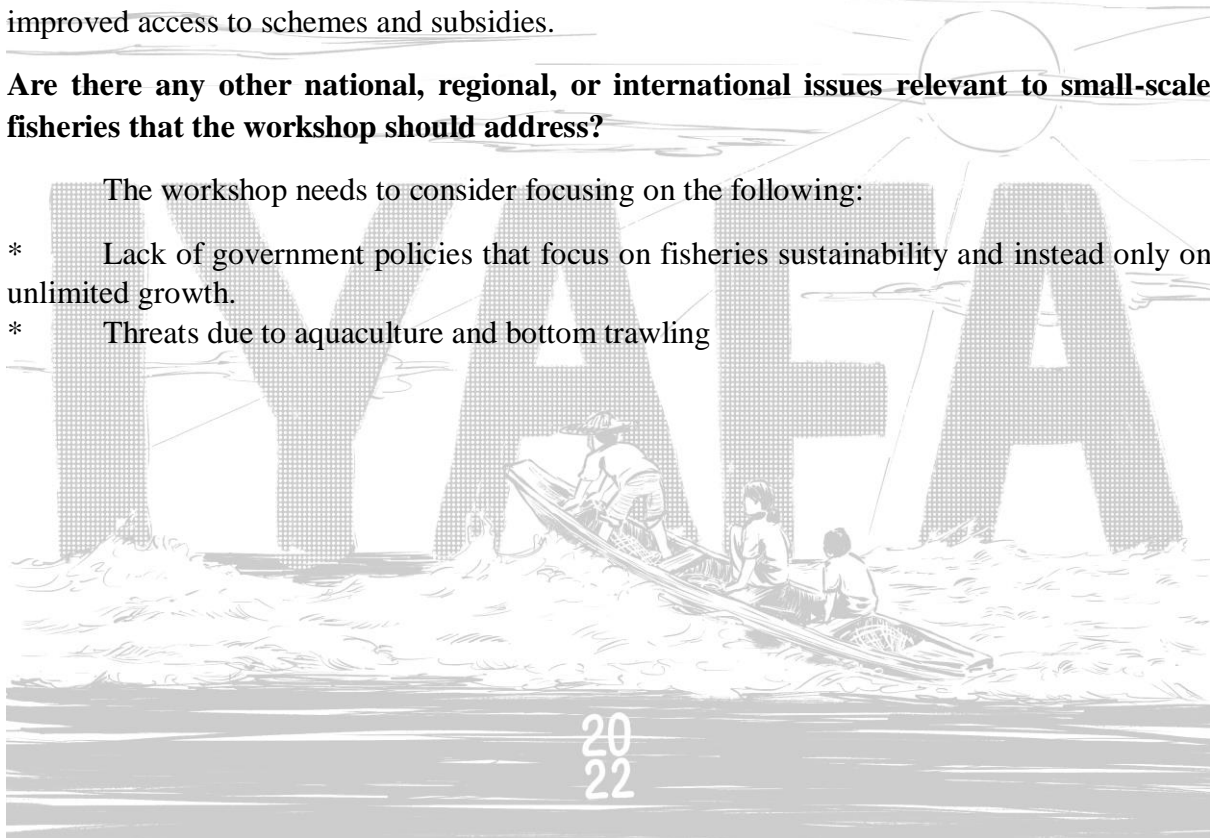 improved access to schemes and subsidies.
Are there any other national, regional, or international issues relevant to small-scale
fisheries that the workshop should address?
The workshop needs to consider focusing on the following:
* Lack of government policies that focus on fisheries sustainability and instead only on
unlimited growth.
* Threats due to aquaculture and bottom trawling
IYAFA
20
22